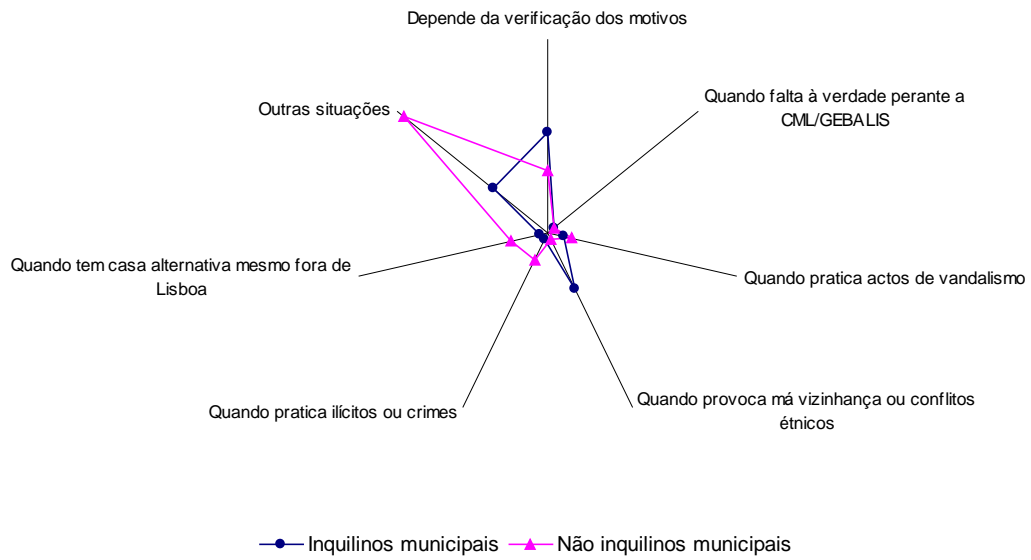 Depende da verificação dos motivos
Quando falta à verdade perante a
CML/GEBALIS
Outras situações
Quando tem casa alternativa mesmo fora de
Lisboa
Quando pratica actos de vandalismo
Quando pratica ilícitos ou crimes
Quando provoca má vizinhança ou conflitos
étnicos
Inquilinos municipais
Não inquilinos municipais